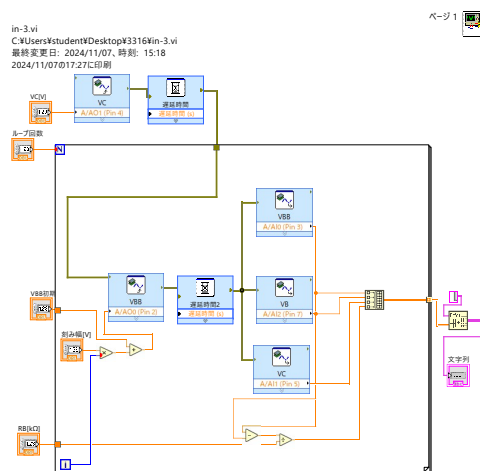 ページ 1
in-3.vi
C:¥Users¥student¥Desktop¥3316¥in-3.vi
最終変更日: 2024/11/07、時刻: 15:18
2024/11/07の17:27に印刷
VC[V]
VC
A/AO1 (Pin 4)
遅延時間
遅延時間 (s)
ループ回数
N
VBB
A/AI0 (Pin 3)
VBB初期
VBB
A/AO0 (Pin 2)
遅延時間2
遅延時間 (s)
VB
A/AI2 (Pin 7)
刻み幅[V]
VC
A/AI1 (Pin 5)
文字列
RB[kΩ]
i